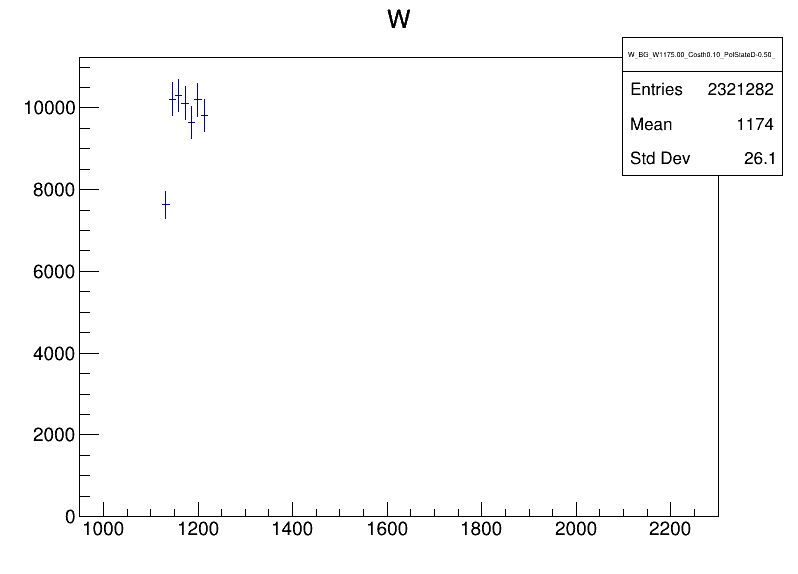 W
W_BG_W1175.00_Costh0.10_PolStateD-0.50_
Entries 2321282
Mean 1174
Std Dev 26.1
10000
8000
6000
4000
2000
0
1000 1200 1400 1600 1800 2000 2200